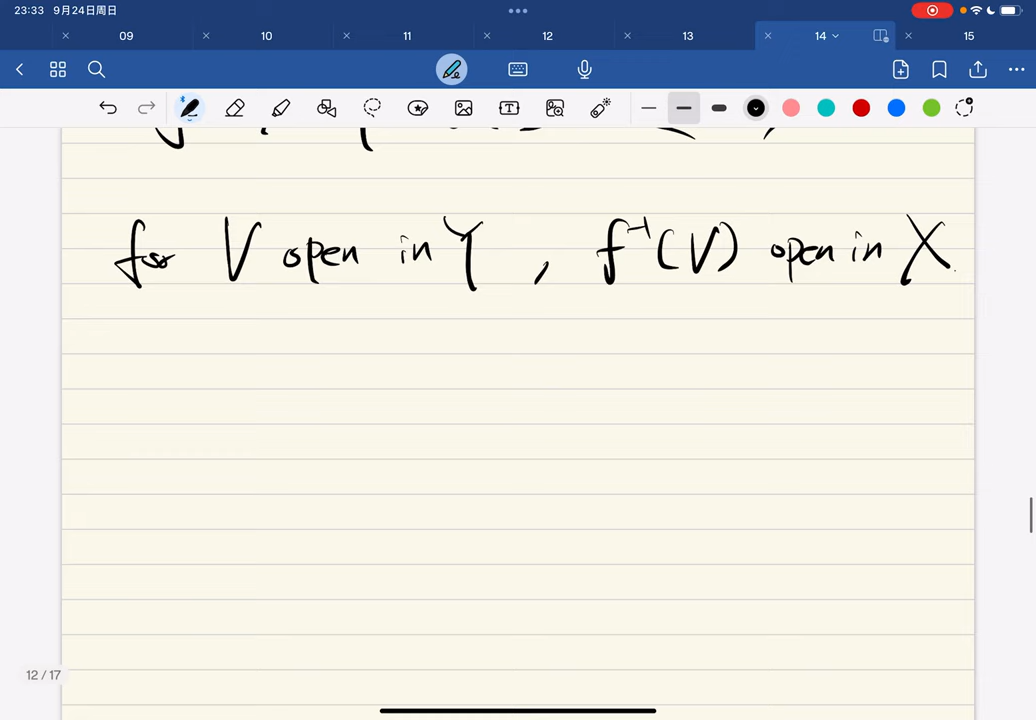 23:33 9月24日周日
09 10 11 12 13 14 15
for V open in Y , f⁻¹(V) open in X.
12 / 17